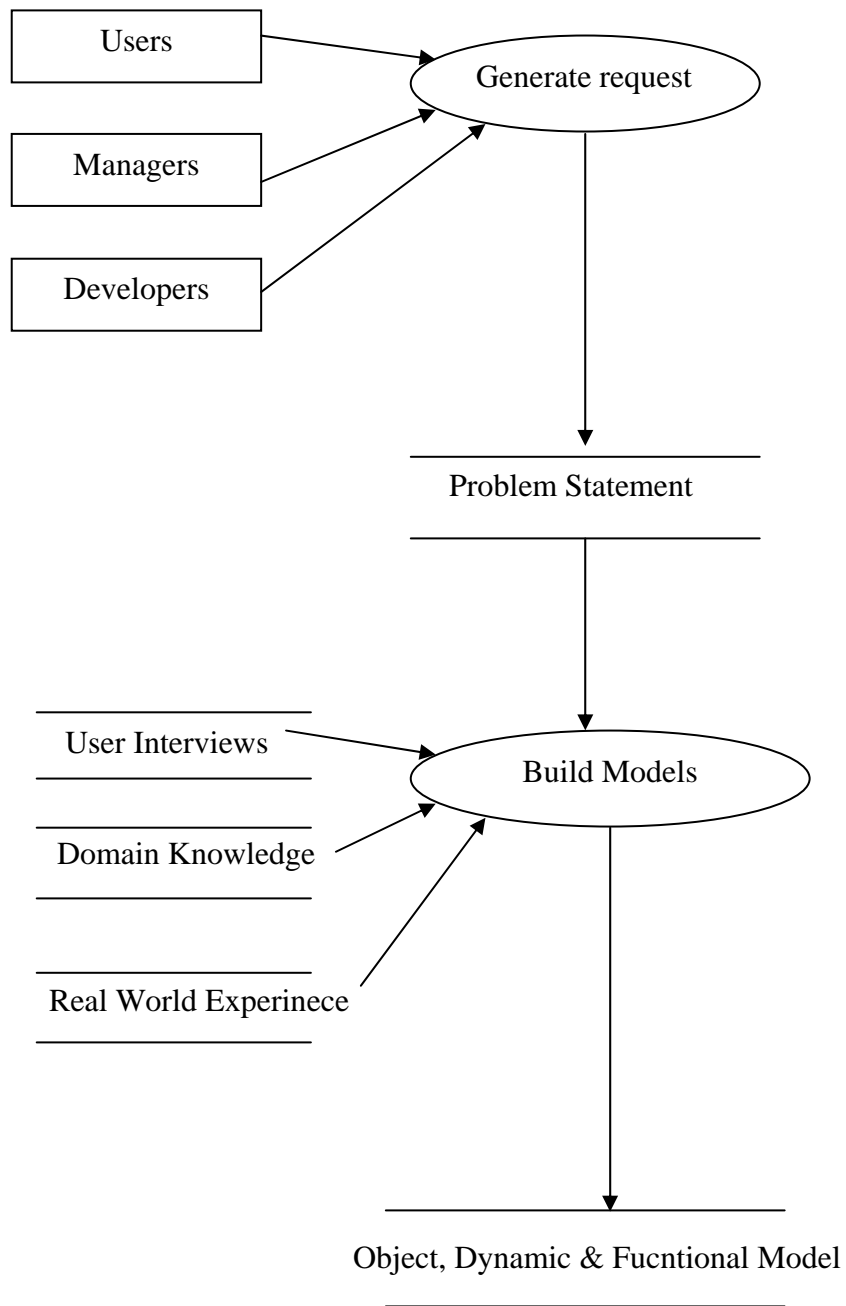 Users
Generate request
Managers
Developers
Problem Statement
User Interviews
Build Models
Domain Knowledge
Real World Experinece
Object, Dynamic & Fucntional Model